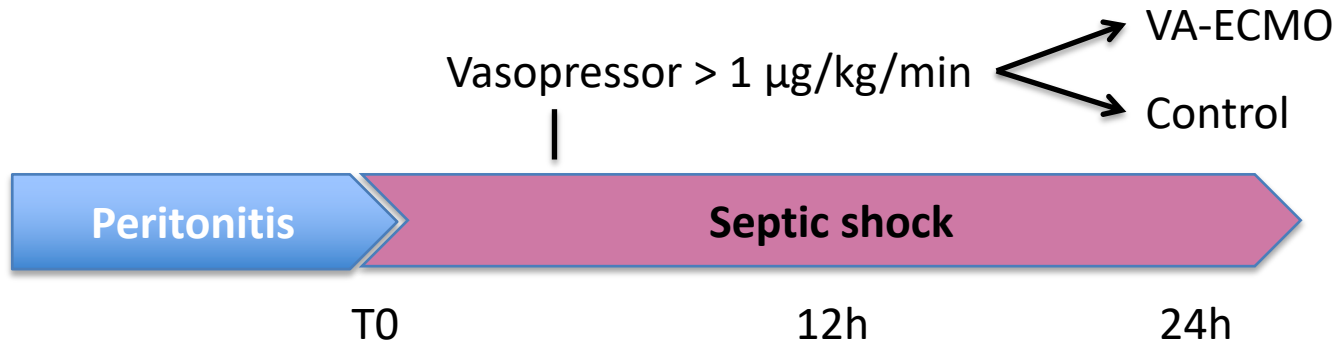 VA-ECMO
Vasopressor > 1 µg/kg/min
Control
Peritonitis
Septic shock
T0
12h
24h